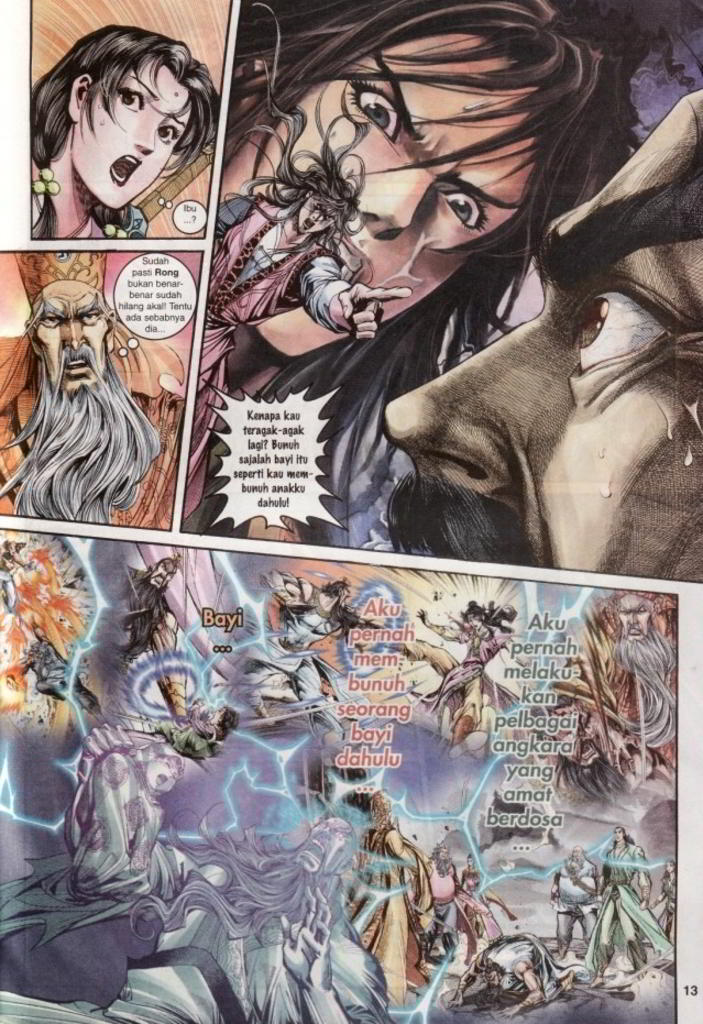 Ibu
...?
Sudah
pasti Rong
bukan benar-
benar sudah
hilang akal! Tentu
ada sebabnya
dia...
Kenapa kau
teragak-agak
lagi? Bunuh
sajalah bayi itu
seperti kau mem-
bunuh anakku
dahulu!
Bayi
...
Aku
pernah
mem-
bunuh
seorang
bayi
dahulu
...
Aku
pernah
melaku-
kan
pelbagai
angkara
yang
amat
berdosa
...
13